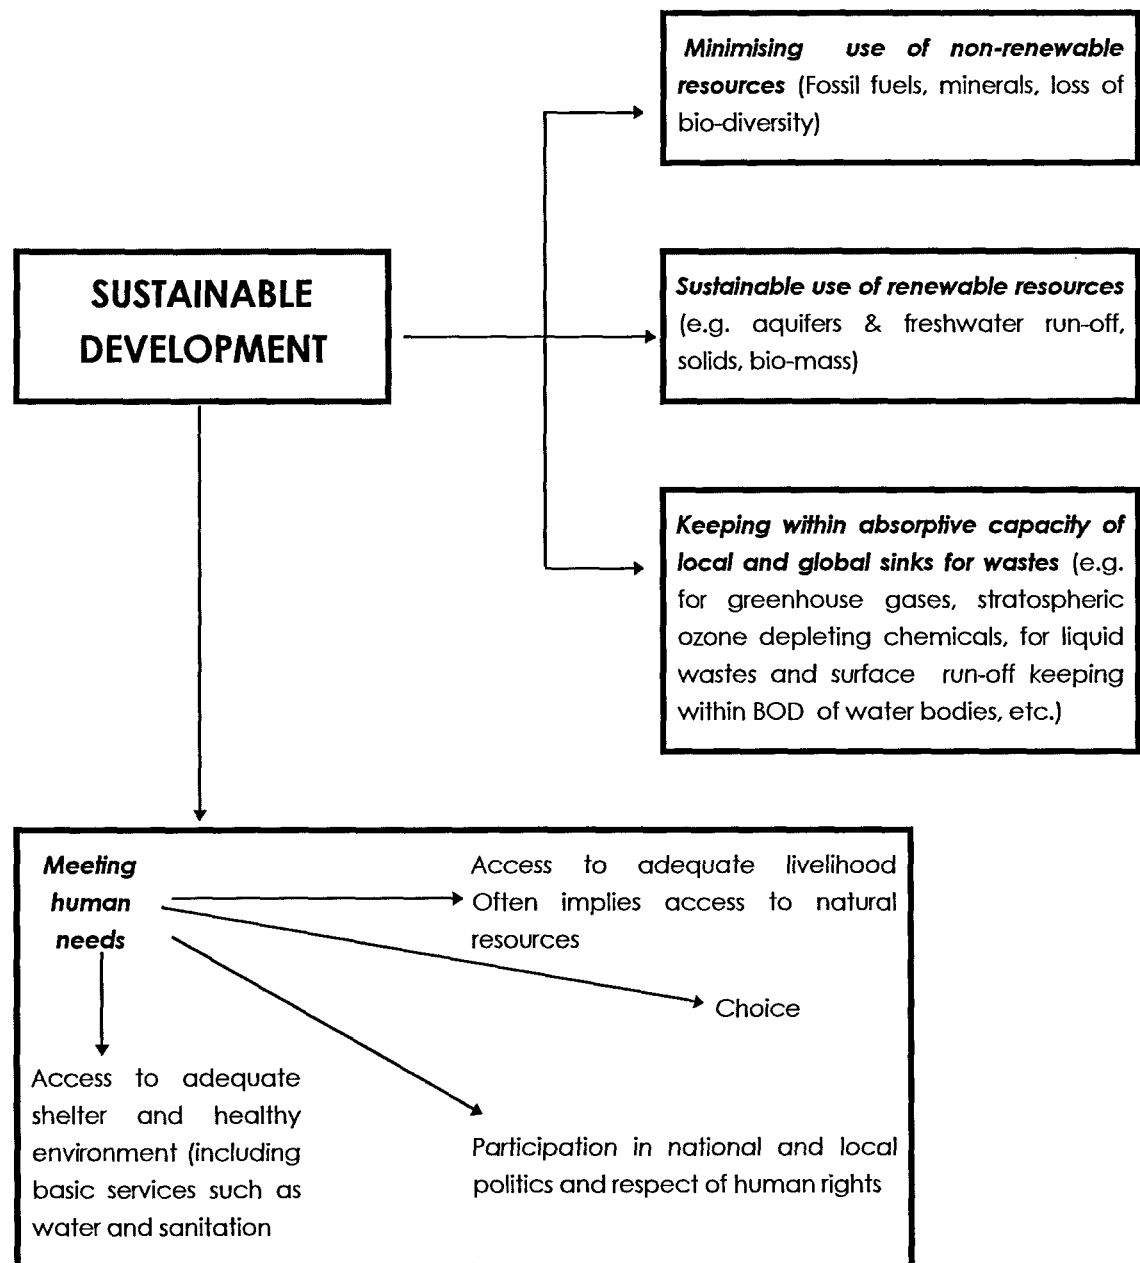 Minimising use of non-renewable
resources (Fossil fuels, minerals, loss of
bio-diversity)
SUSTAINABLE
DEVELOPMENT
Sustainable use of renewable resources
(e.g. aquifers & freshwater run-off,
solids, bio-mass)
Keeping within absorptive capacity of
local and global sinks for wastes (e.g.
for greenhouse gases, stratospheric
ozone depleting chemicals, for liquid
wastes and surface run-off keeping
within BOD of water bodies, etc.)
Meeting
human
needs
Access to adequate livelihood
Often implies access to natural
resources
Choice
Access to adequate
shelter and healthy
environment (including
basic services such as
water and sanitation
Participation in national and local
politics and respect of human rights